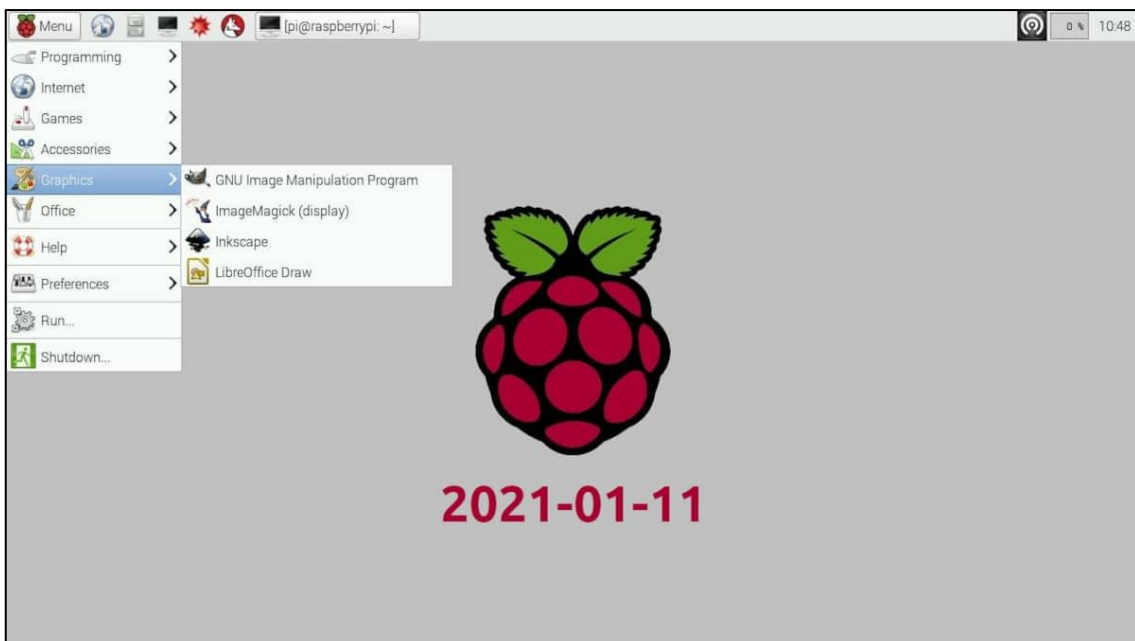 Menu
[pi@raspberrypi: ~]
0 %
10:48
Programming
Internet
Games
Accessories
Graphics
Office
Help
Preferences
Run...
Shutdown...
GNU Image Manipulation Program
ImageMagick (display)
Inkscape
LibreOffice Draw
2021-01-11